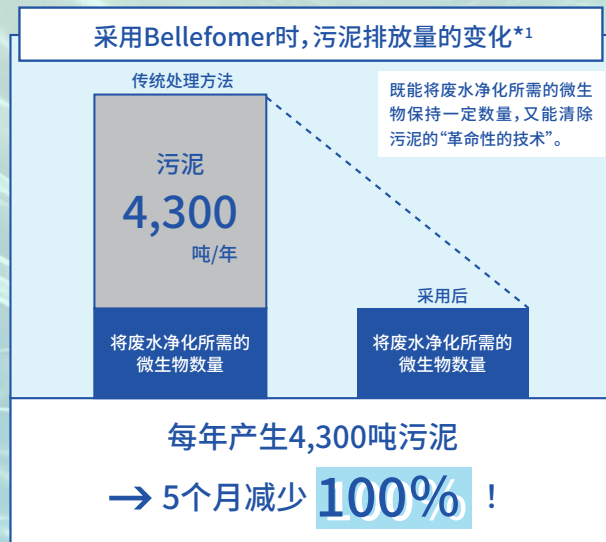 采用Bellefomer时，污泥排放量的变化*1
传统处理方法
既能将废水净化所需的微生
物保持一定数量，又能清除
污泥的“革命性的技术”。
污泥
4,300
吨/年
采用后
将废水净化所需的
微生物数量
将废水净化所需的
微生物数量
每年产生4,300吨污泥
→ 5个月减少 100% ！